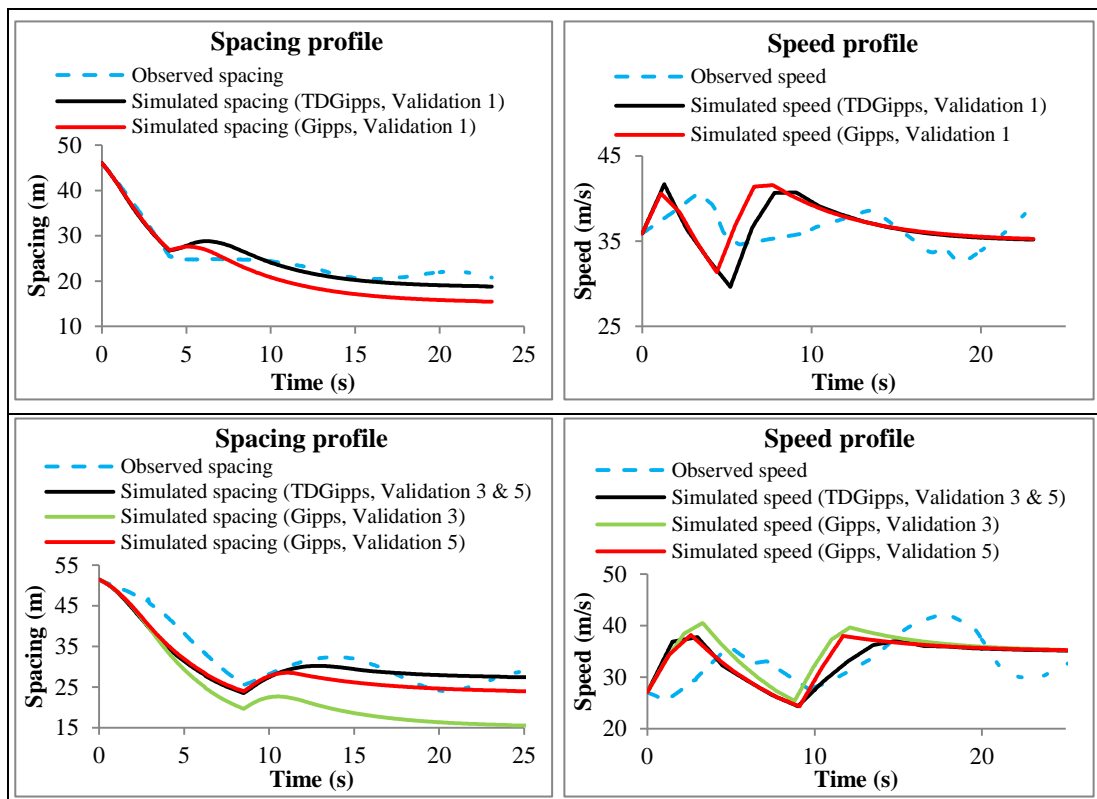 Spacing profile
Observed spacing
Simulated spacing (TDGipps, Validation 1)
Simulated spacing (Gipps, Validation 1)
50
40
30
20
10
Spacing (m)
0 5 10 15 20 25
Time (s)
Speed profile
Observed speed
Simulated speed (TDGipps, Validation 1)
Simulated speed (Gipps, Validation 1
45
35
25
Speed (m/s)
0 10 20
Time (s)
Spacing profile
Observed spacing
Simulated spacing (TDGipps, Validation 3 & 5)
Simulated spacing (Gipps, Validation 3)
Simulated spacing (Gipps, Validation 5)
55
45
35
25
15
Spacing (m)
0 5 10 15 20 25
Time (s)
Speed profile
Observed speed
Simulated speed (TDGipps, Validation 3 & 5)
Simulated speed (Gipps, Validation 3)
Simulated speed (Gipps, Validation 5)
50
40
30
20
Speed (m/s)
0 10 20
Time (s)